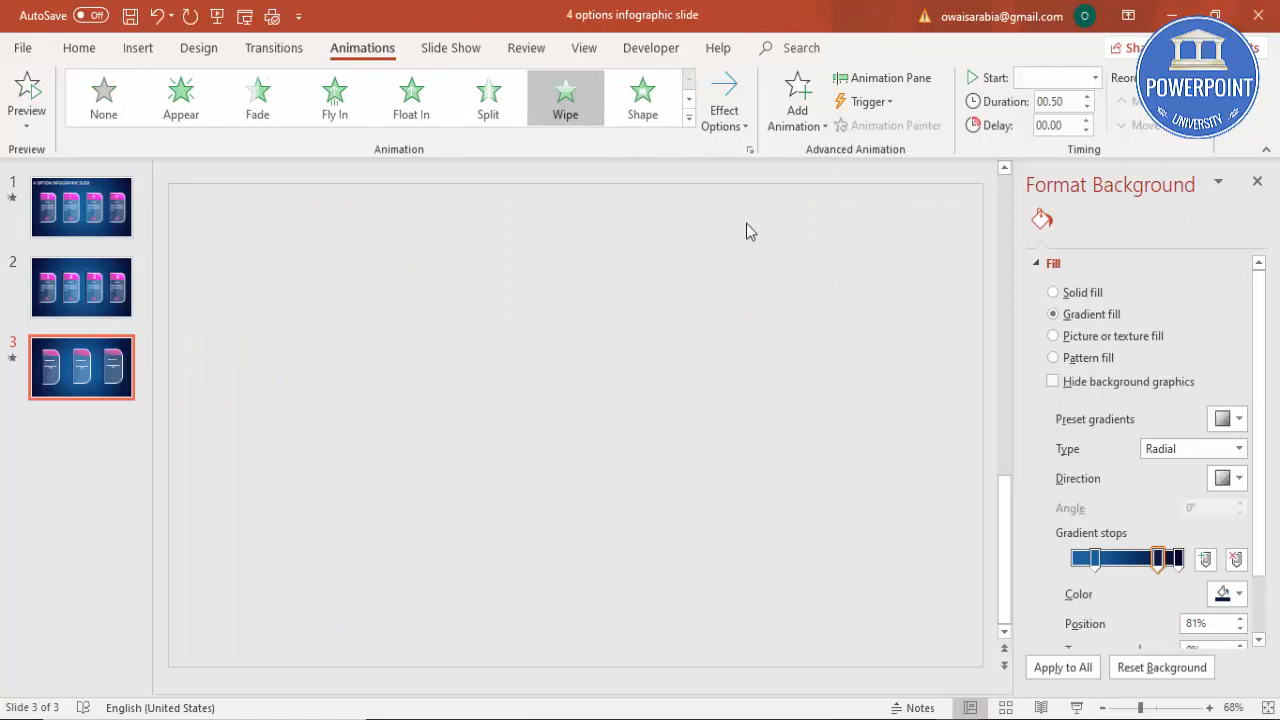 AutoSave Off
4 options infographic slide
owaisarabia@gmail.com O
File Home Insert Design Transitions Animations Slide Show Review View Developer Help Search
Preview None Appear Fade Fly In Float In Split Wipe Shape Effect Options Add Animation
Animation Pane
Trigger
Animation Painter
Start:
Duration: 00.50
Delay: 00.00
Preview Animation Advanced Animation Timing
POWERPOINT
UNIVERSITY
1
2
3
Format Background
Fill
Solid fill
Gradient fill
Picture or texture fill
Pattern fill
Hide background graphics
Preset gradients
Type Radial
Direction
Angle 0°
Gradient stops
Color
Position 81%
Apply to All Reset Background
Slide 3 of 3 English (United States) Notes 68%